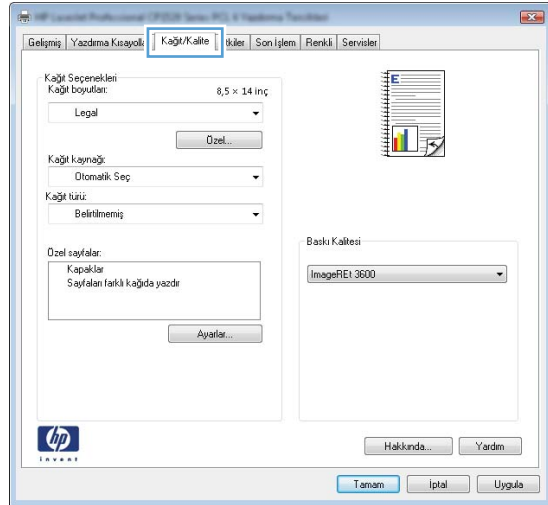 Gelişmiş Yazdırma Kısayolla Kağıt/Kalite tkiler Son İşlem Renkli Servisler
Kağıt Seçenekleri
Kağıt boyutları: 8,5 × 14 inç
Legal
Özel...
Kağıt kaynağı:
Otomatik Seç
Kağıt türü:
Belirtilmemiş
Özel sayfalar:
Kapaklar
Sayfaları farklı kağıda yazdır
Ayarlar...
E
Baskı Kalitesi
ImageREt 3600
hp
invent
Hakkında... Yardım
Tamam İptal Uygula